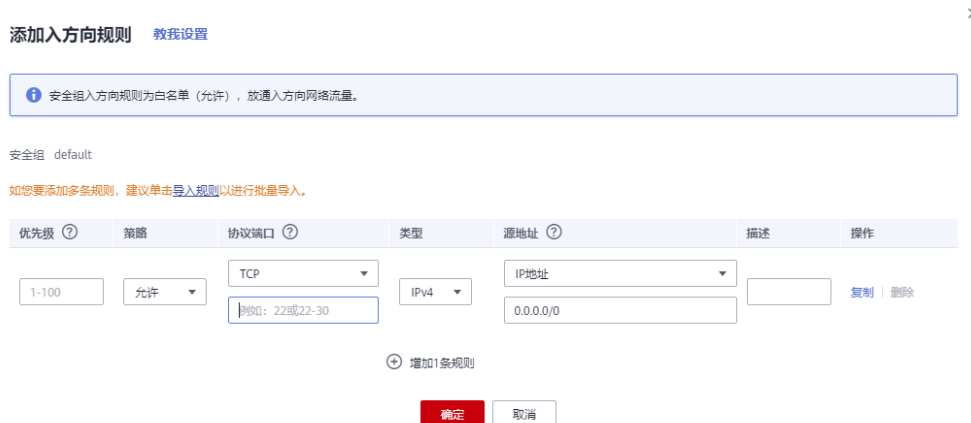 添加入方向规则 教我设置
安全组入方向规则为白名单（允许），放通入方向网络流量。
安全组 default
如您要添加多条规则，建议单击导入规则以进行批量导入。
优先级 策略 协议端口 类型 源地址 描述 操作
1-100 允许 TCP IPv4 IP地址 复制 删除
例如：22或22-30 0.0.0.0/0
增加1条规则
确定 取消